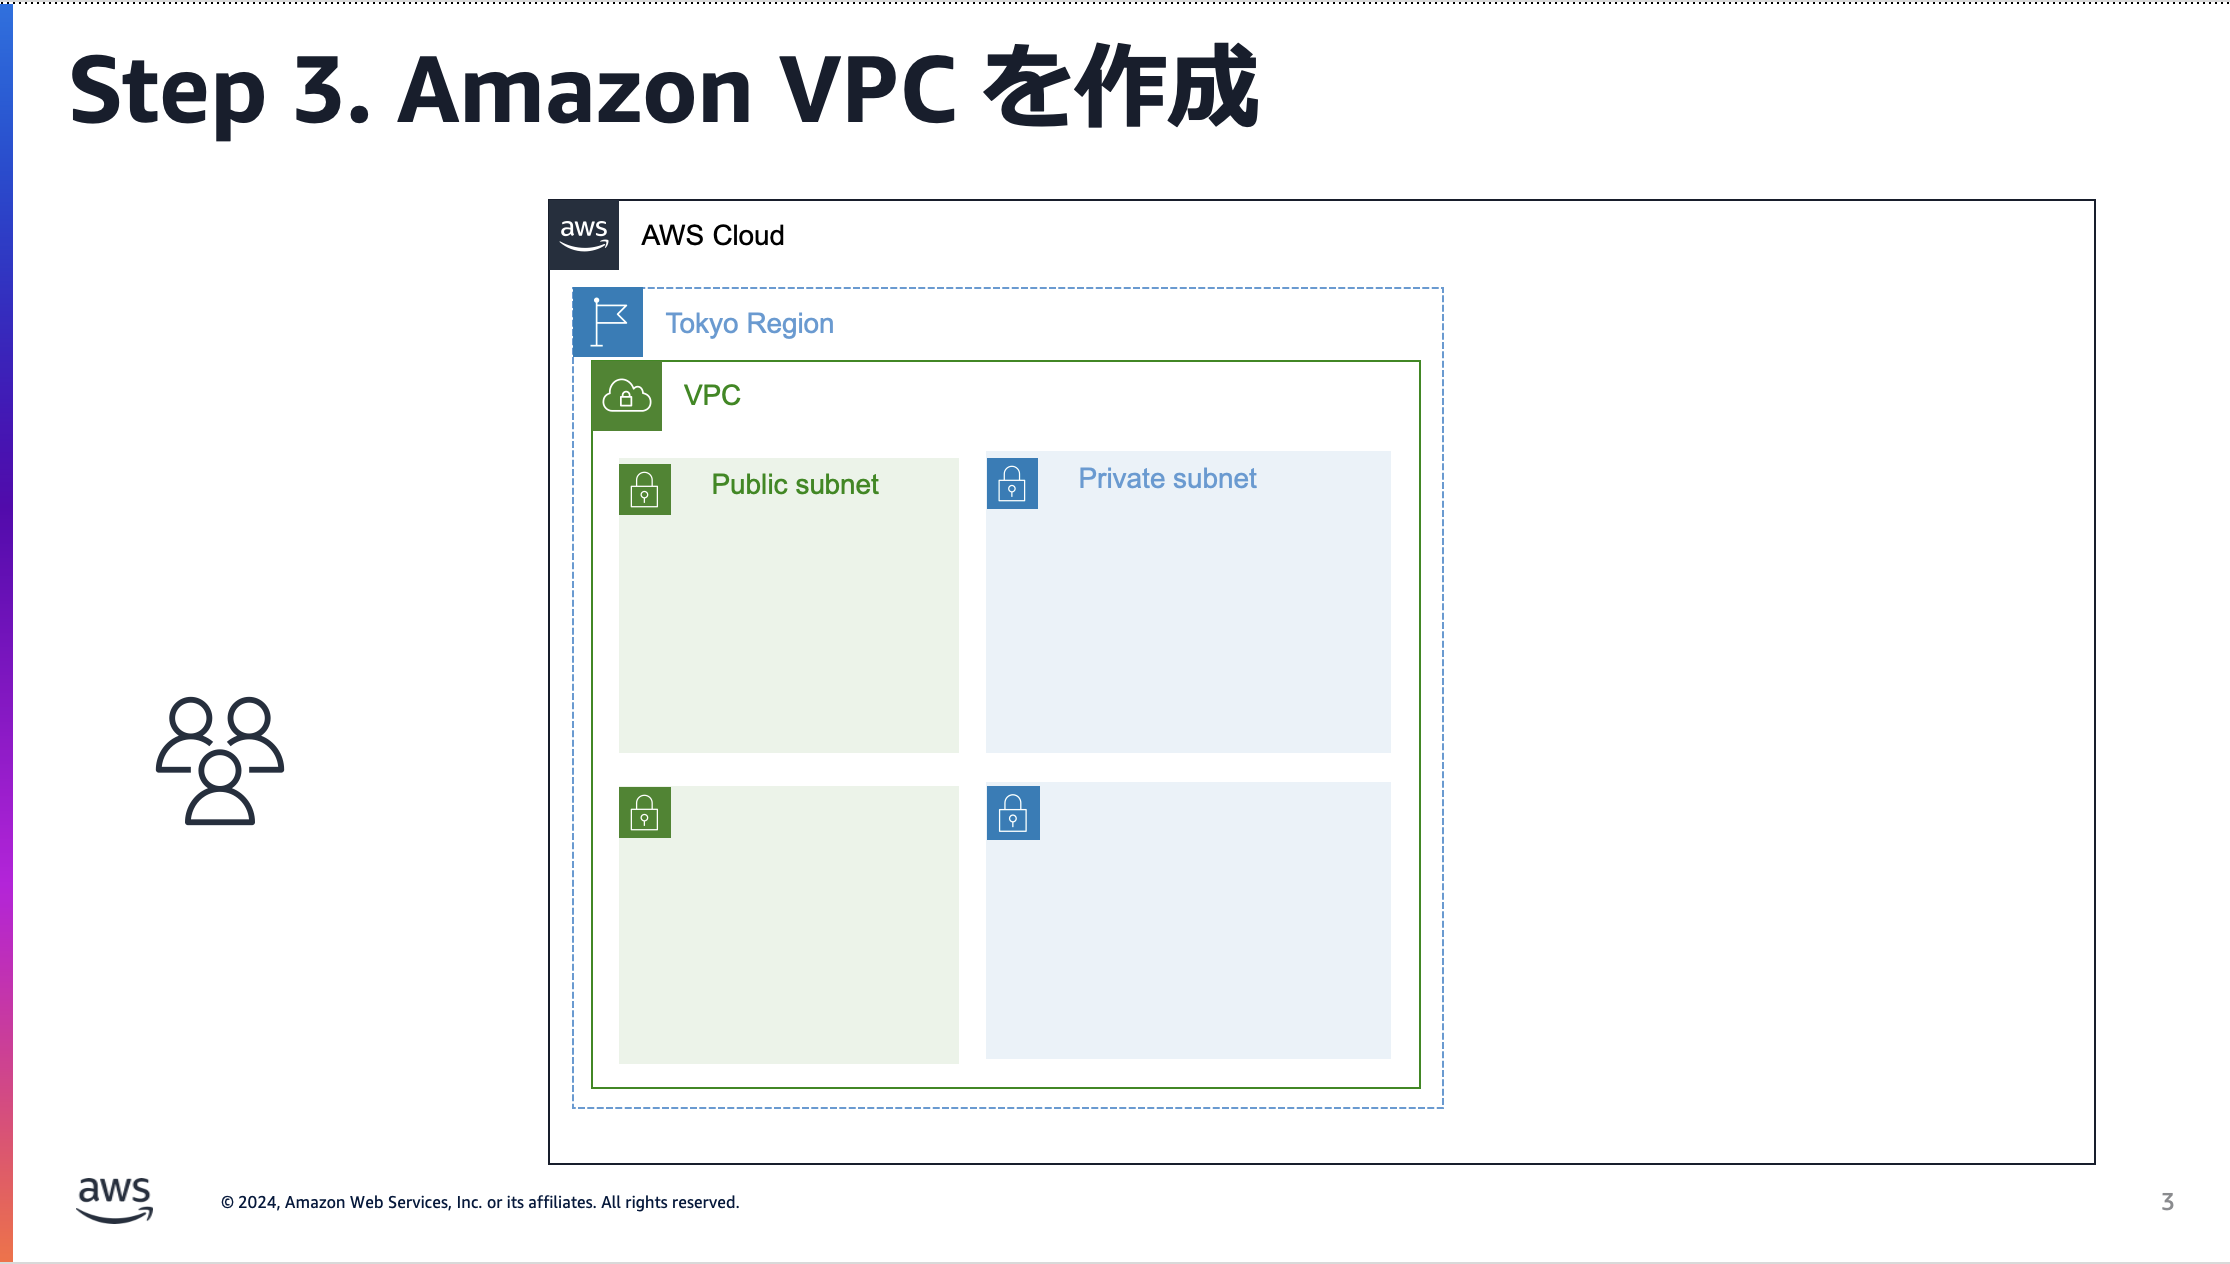 Step 3. Amazon VPC を作成
aws
AWS Cloud
Tokyo Region
VPC
Public subnet
Private subnet
aws
© 2024, Amazon Web Services, Inc. or its affiliates. All rights reserved.
3